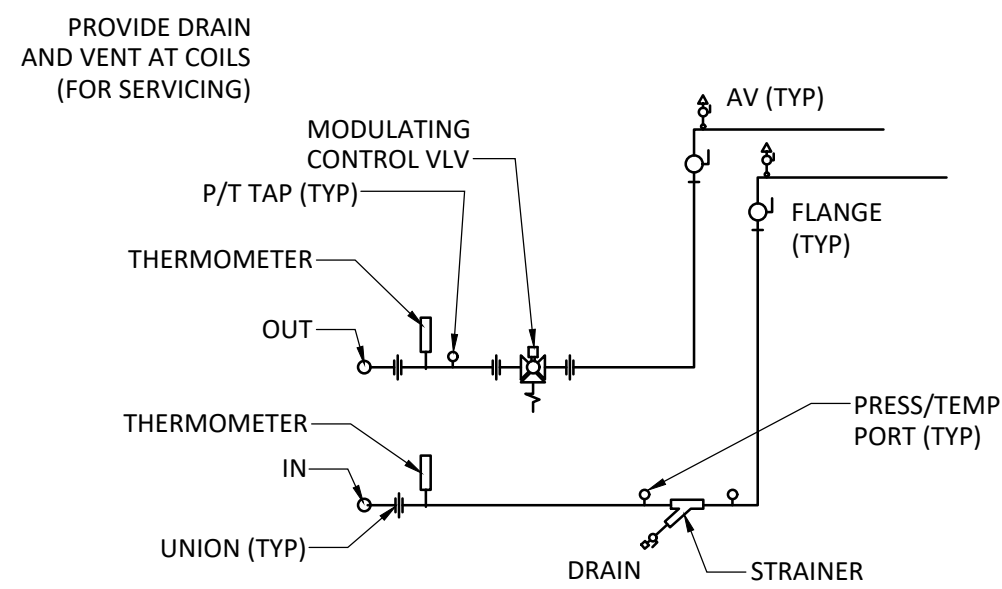 PROVIDE DRAIN
AND VENT AT COILS
(FOR SERVICING)
AV (TYP)
MODULATING
CONTROL VLV
P/T TAP (TYP)
FLANGE
(TYP)
THERMOMETER
OUT
THERMOMETER
PRESS/TEMP
PORT (TYP)
IN
UNION (TYP)
DRAIN
STRAINER